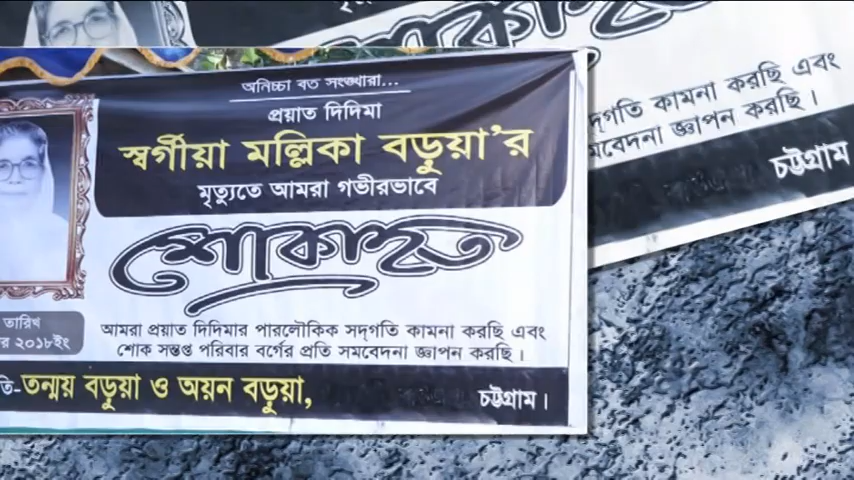 অনিচ্চা বত সংঙ্খারা...
প্রয়াত দিদিমা
স্বর্গীয়া মল্লিকা বড়ুয়া'র
মৃত্যুতে আমরা গভীরভাবে
শোকাহত
তারিখ
২০১৮ইং
আমরা প্রয়াত দিদিমার পারলৌকিক সদ্‌গতি কামনা করছি এবং
শোক সন্তপ্ত পরিবার বর্গের প্রতি সমবেদনা জ্ঞাপন করছি।
তন্ময় বড়ুয়া ও অয়ন বড়ুয়া,
চট্টগ্রাম।
কামনা করছি এবং
সমবেদনা জ্ঞাপন করছি।
চট্টগ্রাম।